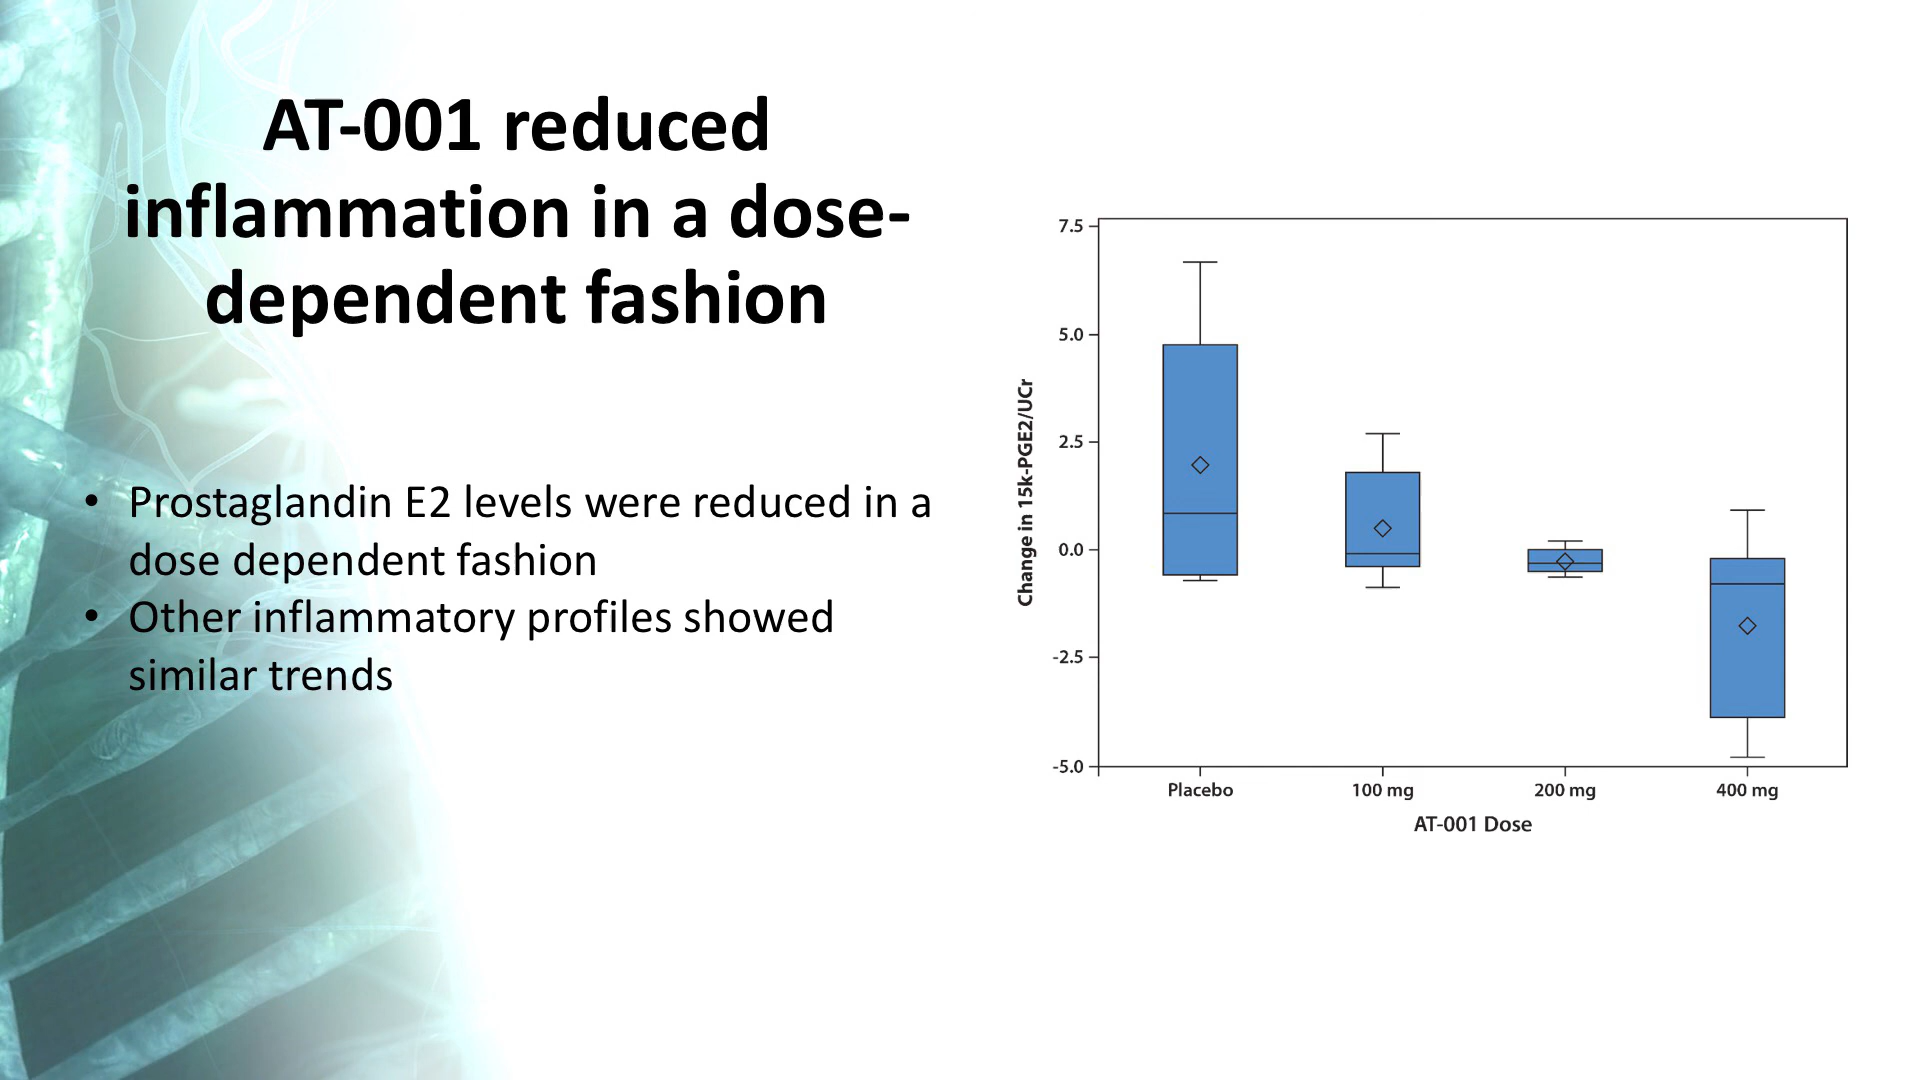 AT-001 reduced
inflammation in a dose-
dependent fashion
• Prostaglandin E2 levels were reduced in a
dose dependent fashion
• Other inflammatory profiles showed
similar trends
Change in 15k-PGE2/UCr
7.5
5.0
2.5
0.0
-2.5
-5.0
Placebo
100 mg
200 mg
400 mg
AT-001 Dose